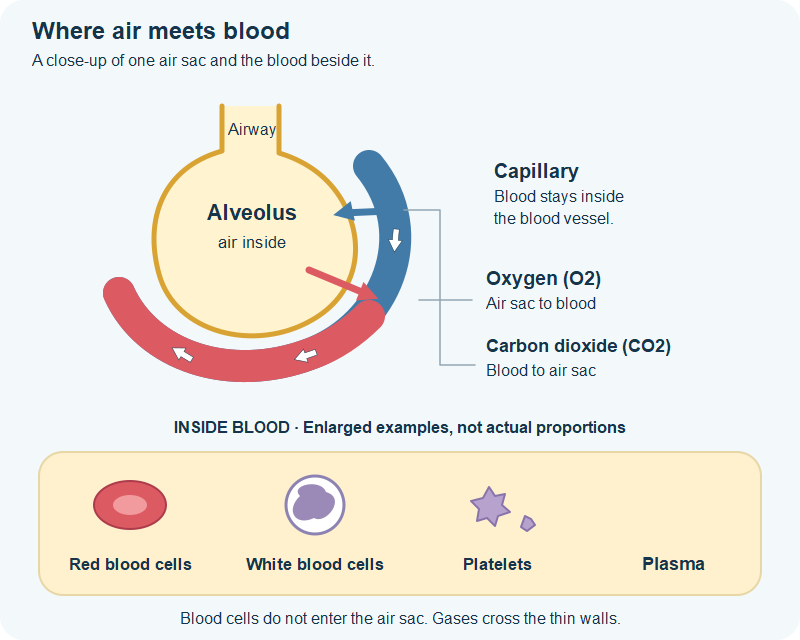 Where air meets blood
A close-up of one air sac and the blood beside it.
Airway
Alveolus
air inside
Capillary
Blood stays inside
the blood vessel.
Oxygen (O2)
Air sac to blood
Carbon dioxide (CO2)
Blood to air sac
INSIDE BLOOD · Enlarged examples, not actual proportions
Red blood cells
White blood cells
Platelets
Plasma
Blood cells do not enter the air sac. Gases cross the thin walls.